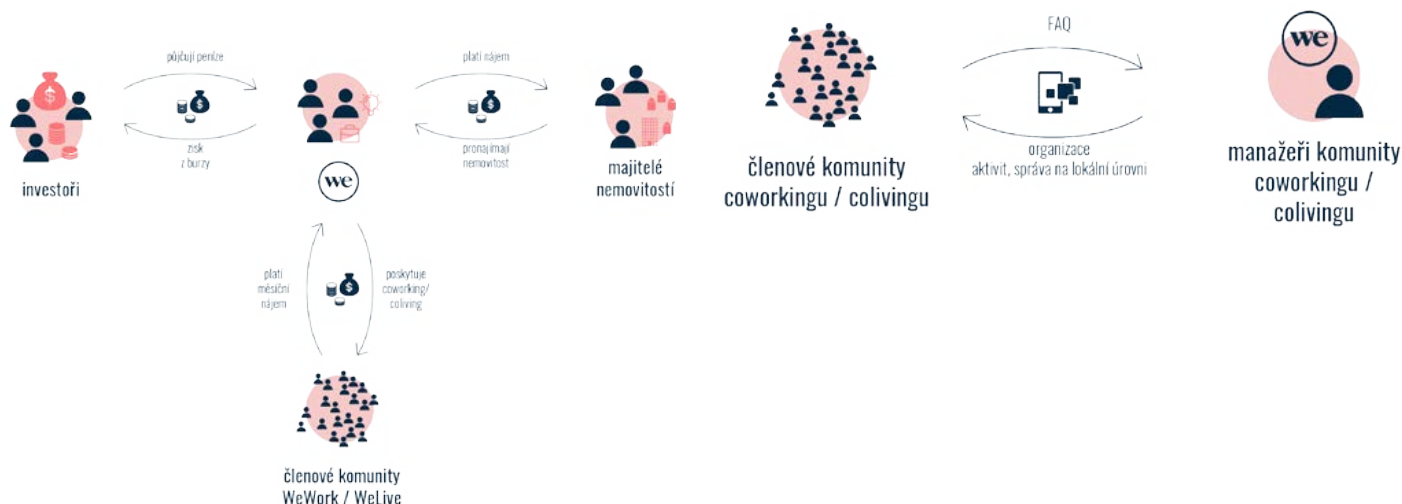 půjčují peníze
zisk
z burzy
investoři
we
platí nájem
pronajímají
nemovitost
majitelé
nemovitostí
platí
měsíční
nájem
poskytuje
coworking/
coliving
členové komunity
WeWork / WeLive
členové komunity
coworkingu / colivingu
FAQ
organizace
aktivit, správa na lokální úrovni
we
manažeři komunity
coworkingu /
colivingu